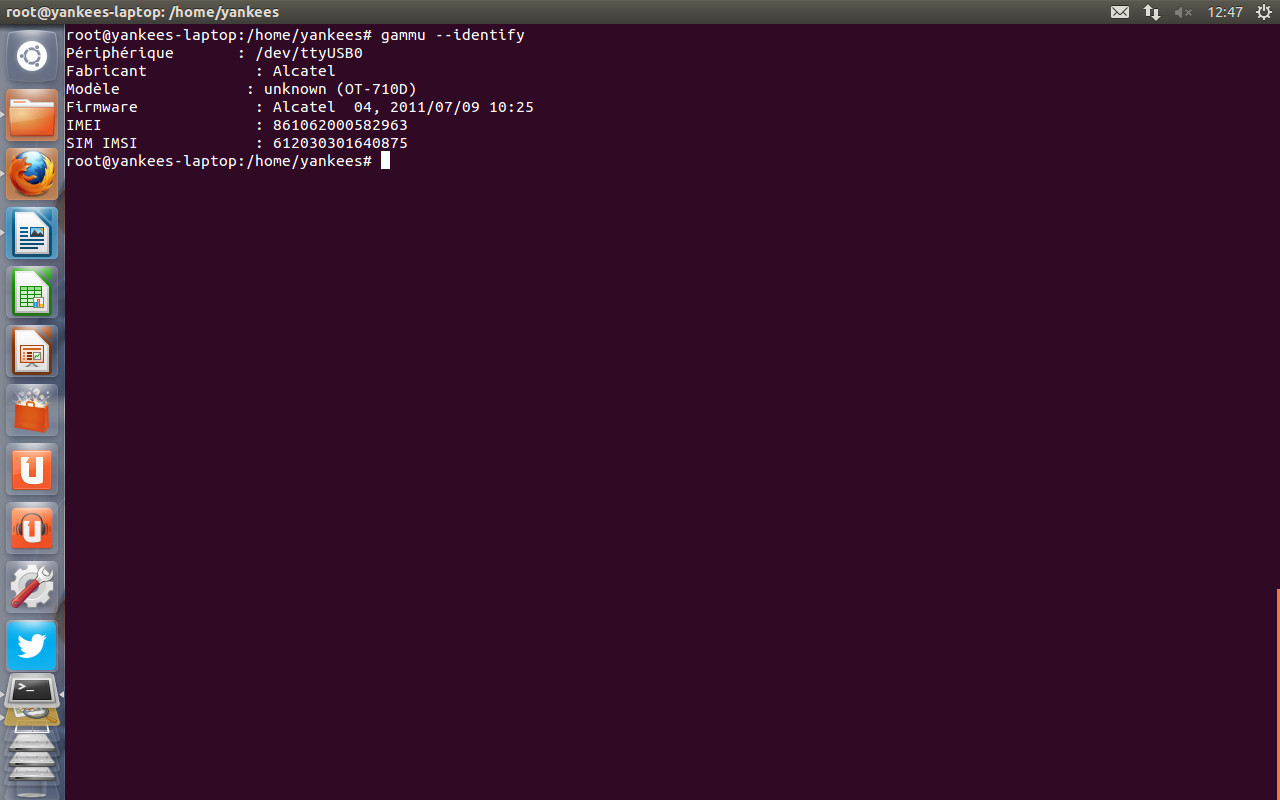 root@yankees-laptop: /home/yankees
12:47
root@yankees-laptop:/home/yankees# gammu --identify
Périphérique       : /dev/ttyUSB0
Fabricant            : Alcatel
Modèle              : unknown (OT-710D)
Firmware             : Alcatel  04, 2011/07/09 10:25
IMEI                 : 861062000582963
SIM IMSI             : 612030301640875
root@yankees-laptop:/home/yankees#